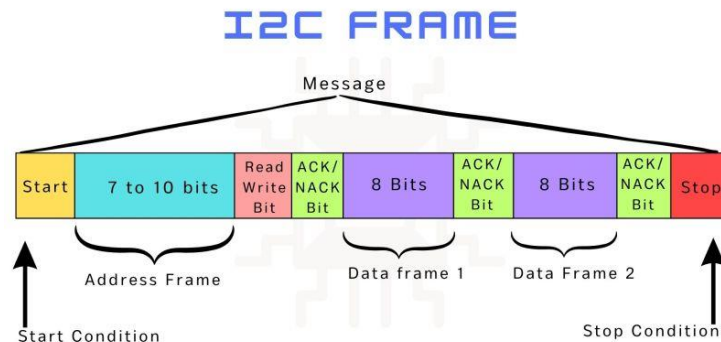 I2C FRAME
Message
Start
7 to 10 bits
Read
Write
Bit
ACK/
NACK
Bit
8 Bits
ACK/
NACK
Bit
8 Bits
ACK/
NACK
Bit
Stop
Address Frame
Data frame 1
Data Frame 2
Start Condition
Stop Condition